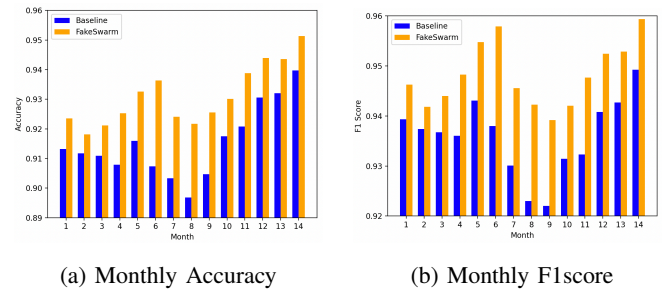 0.96
0.95
0.94
0.93
0.92
0.91
0.90
0.89
Accuracy
Baseline
FakeSwarm
1 2 3 4 5 6 7 8 9 10 11 12 13 14
Month
(a) Monthly Accuracy
0.96
0.95
0.94
0.93
0.92
F1 Score
Baseline
FakeSwarm
1 2 3 4 5 6 7 8 9 10 11 12 13 14
Month
(b) Monthly F1score